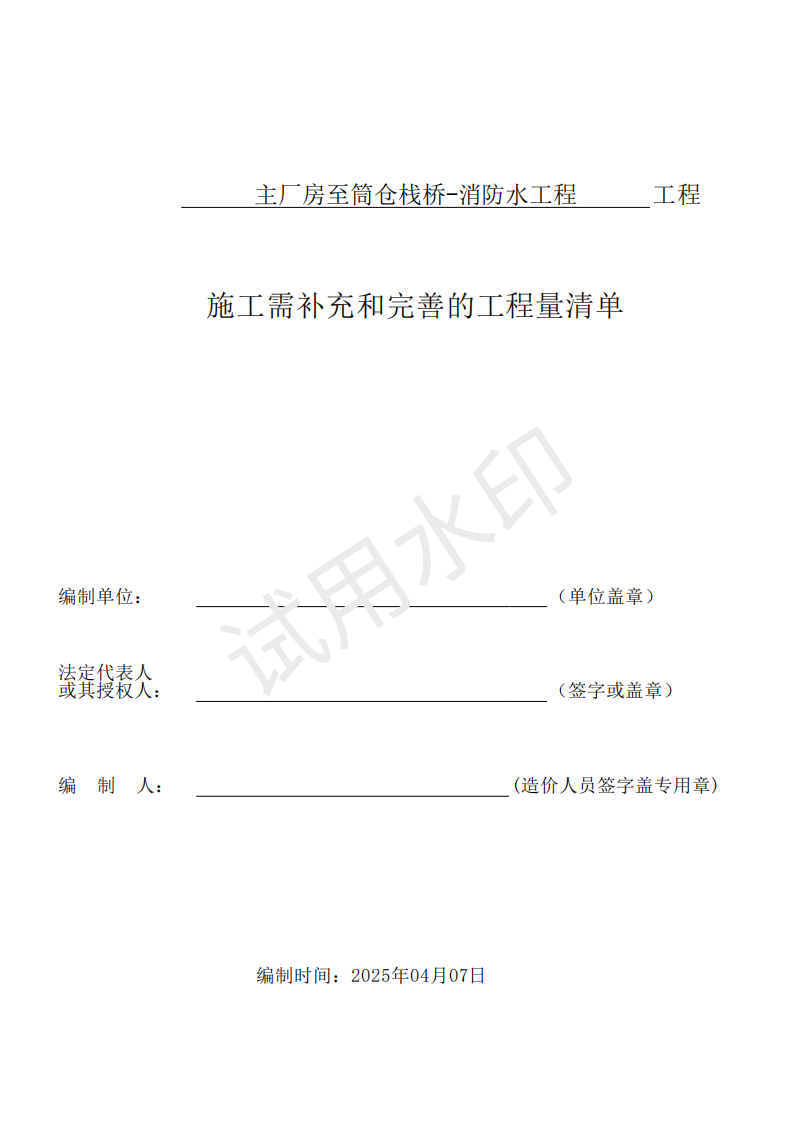 主厂房至筒仓栈桥-消防水工程 工程
施工需补充和完善的工程量清单
试用水印
编制单位： （单位盖章）
法定代表人
或其授权人： （签字或盖章）
编 制 人： (造价人员签字盖专用章)
编制时间：2025年04月07日